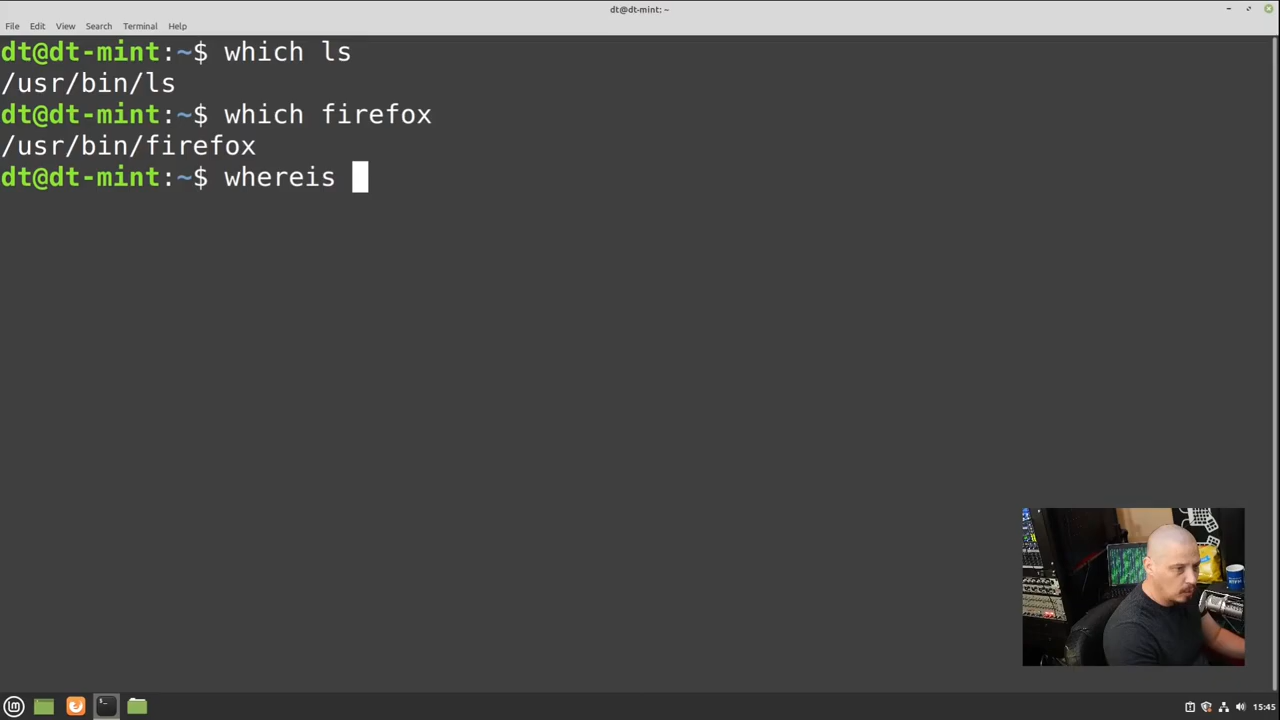 dt@dt-mint: ~
File Edit View Search Terminal Help
dt@dt-mint:~$ which ls
/usr/bin/ls
dt@dt-mint:~$ which firefox
/usr/bin/firefox
dt@dt-mint:~$ whereis
15:45